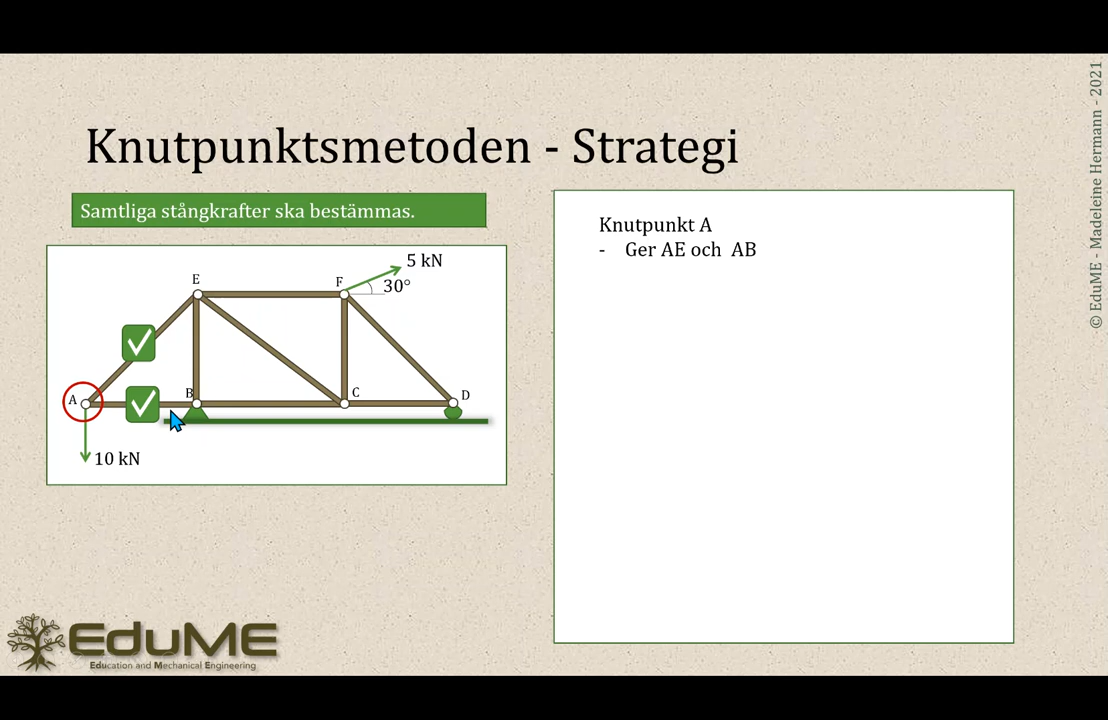 Knutpunktsmetoden - Strategi
Samtliga stångkrafter ska bestämmas.
E
F
5 kN
30°
A
B
C
D
10 kN
Knutpunkt A
- Ger AE och AB
EduME
Education and Mechanical Engineering
© EduME - Madeleine Hermann - 2021